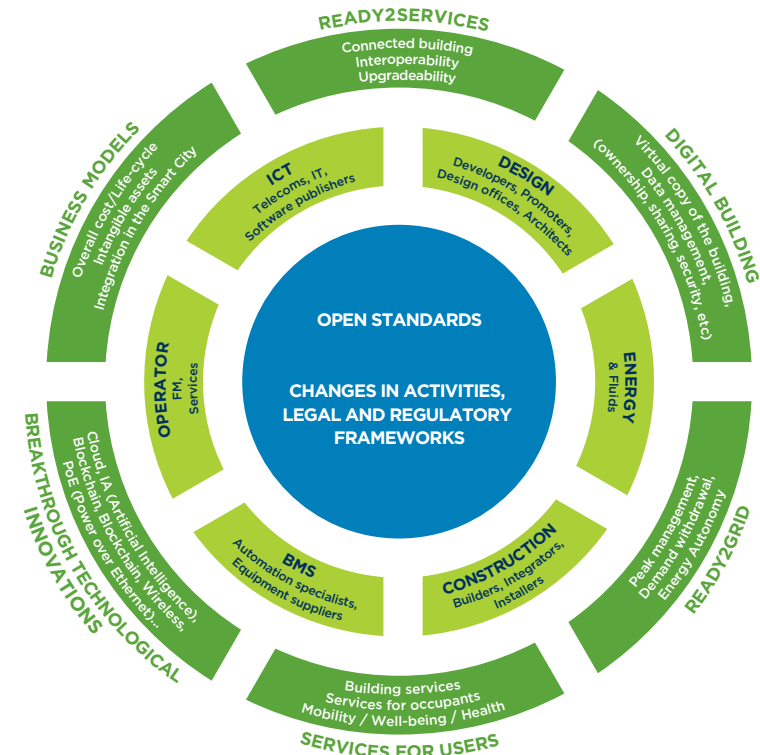 READY2SERVICES
Connected building
Interoperability
Upgradeability
DIGITAL BUILDING
Virtual copy of the building,
Data management,
(ownership, sharing, security, etc)
READY2GRID
Peak management,
Demand withdrawal,
Energy Autonomy
SERVICES FOR USERS
Building services
Services for occupants
Mobility / Well-being / Health
BREAKTHROUGH TECHNOLOGICAL
INNOVATIONS
Cloud, IA (Artificial Intelligence),
Blockchain, Blockchain, Wireless,
PoE (Power over Ethernet)...
BUSINESS MODELS
Overall cost/Life-cycle
Intangible assets
Integration in the Smart City
ICT
Telecoms, IT,
Software publishers
DESIGN
Developers, Promoters,
Design offices, Architects
ENERGY
& Fluids
CONSTRUCTION
Builders, Integrators,
Installers
BMS
Automation specialists,
Equipment suppliers
OPERATOR
FM,
Services
OPEN STANDARDS
CHANGES IN ACTIVITIES,
LEGAL AND REGULATORY
FRAMEWORKS